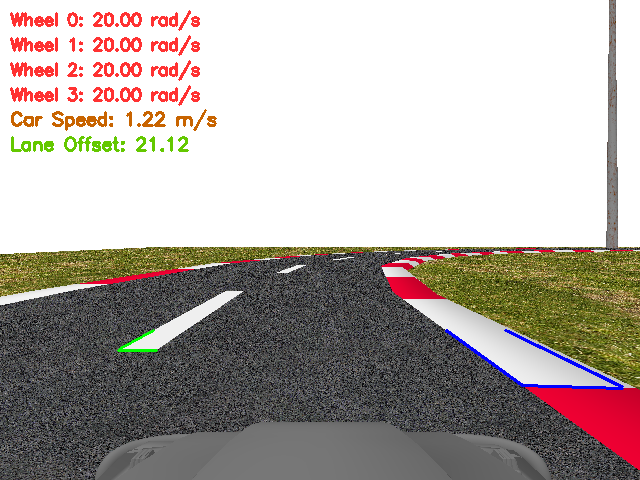 Wheel 0: 20.00 rad/s
Wheel 1: 20.00 rad/s
Wheel 2: 20.00 rad/s
Wheel 3: 20.00 rad/s
Car Speed: 1.22 m/s
Lane Offset: 21.12